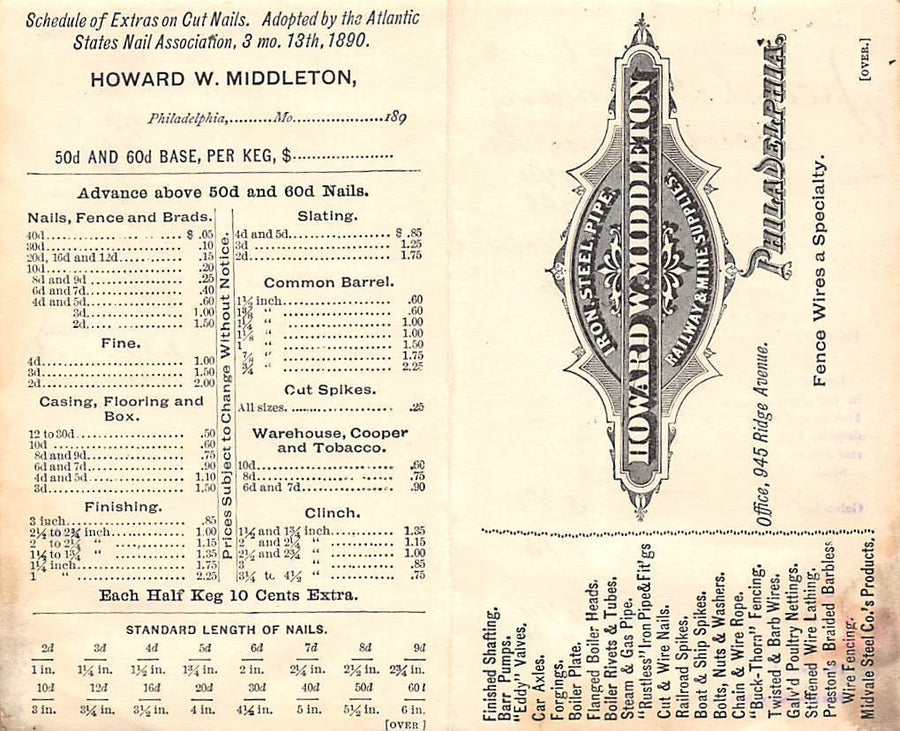 Schedule of Extras on Cut Nails. Adopted by the Atlantic
States Nail Association, 3 mo. 13th, 1890.
HOWARD W. MIDDLETON,
Philadelphia,.........Mo..................189
50d AND 60d BASE, PER KEG, $....................
Advance above 50d and 60d Nails.
Nails, Fence and Brads.
40d........................ $ .05
30d........................ .10
20d, 16d and 12d............ .15
10d........................ .20
8d and 9d.................. .25
6d and 7d.................. .40
4d and 5d.................. .60
3d.................. 1.00
2d.................. 1.50
Fine.
4d........................ 1.00
3d........................ 1.50
2d........................ 2.00
Casing, Flooring and
Box.
12 to 30d.................. .50
10d .................. .60
8d and 9d.................. .75
6d and 7d.................. .90
4d and 5d.................. 1.10
3d........................ 1.50
Finishing.
3 inch..................... .85
2½ to 2¾ inch............... 1.00
2 to 2¼ " ............... 1.15
1½ to 1¾ " ............... 1.35
1¼ inch.................. 1.75
1 " .................. 2.25
Prices Subject to Change Without Notice.
Slating.
4d and 5d.................. $ .85
3d ........................ 1.25
2d........................ 1.75
Common Barrel.
inch..................... .60
" ..................... .60
" ..................... 1.00
" ..................... 1.00
1 " ..................... 1.50
⅞ " ..................... 1.75
¾ " ..................... 2.25
Cut Spikes.
All sizes. .................. .25
Warehouse, Cooper
and Tobacco.
10d........................ .60
8d........................ .75
6d and 7d.................. .90
Clinch.
1½ and 1¾ inch............... 1.35
2 and 2¼ " ............... 1.15
2½ and 2¾ " ............... 1.00
3 " ............... .85
3¼ to 4½ " ............... .75
Each Half Keg 10 Cents Extra.
STANDARD LENGTH OF NAILS.
2d 3d 4d 5d 6d 7d 8d 9d
1 in. 1¼ in. 1½ in. 1¾ in. 2 in. 2¼ in. 2½ in. 2¾ in.
10d 12d 16d 20d 30d 40d 50d 60d
3 in. 3¼ in. 3½ in. 4 in. 4½ in. 5 in. 5½ in. 6 in.
[OVER]
IRON & STEEL, PIPE,
HOWARD W. MIDDLETON
RAILWAY & MINE SUPPLIES
PHILADELPHIA.
Office, 945 Ridge Avenue.
Fence Wires a Specialty.
[OVER.]
Finished Shafting.
Barr Pumps.
"Eddy" Valves,
Car Axles.
Forgings.
Boiler Plate.
Flanged Boiler Heads.
Boiler Rivets & Tubes.
Steam & Gas Pipe.
"Rustless" Iron Pipe & Fit'gs
Cut & Wire Nails.
Railroad Spikes.
Boat & Ship Spikes.
Bolts, Nuts & Washers.
Chain & Wire Rope.
"Buck-Thorn" Fencing.
Twisted & Barb Wires.
Galv'd Poultry Nettings.
Stiffened Wire Lathing.
Preston's Braided Barbless
Wire Fencing.
Midvale Steel Co.'s Products.